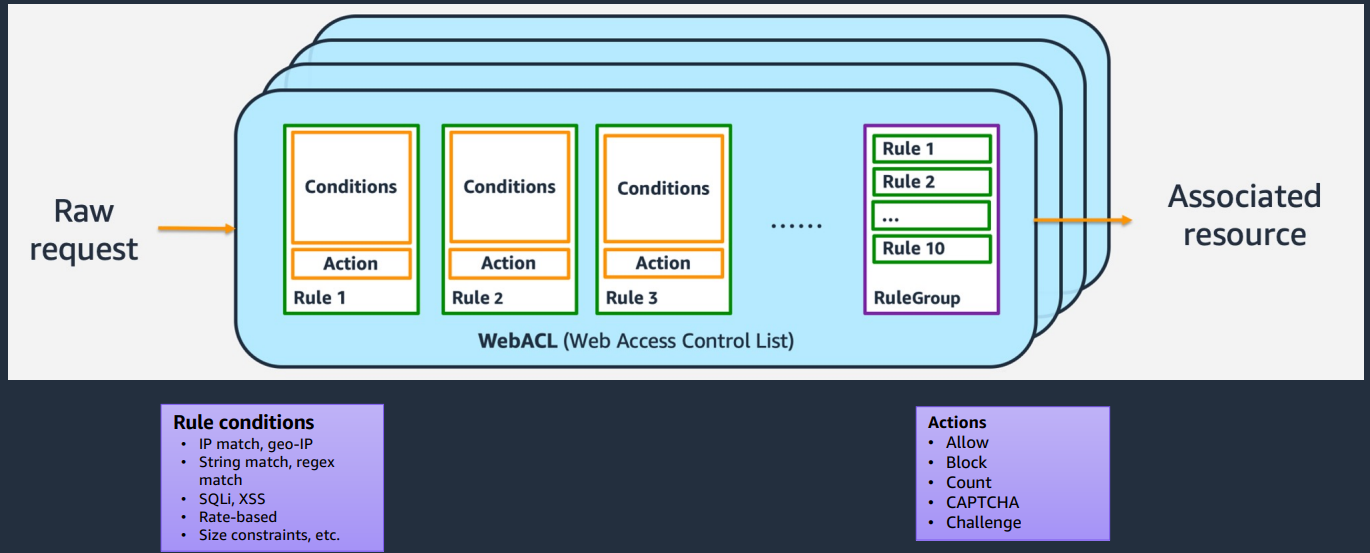 Raw
request
Conditions
Action
Rule 1
Conditions
Action
Rule 2
Conditions
Action
Rule 3
......
Rule 1
Rule 2
...
Rule 10
RuleGroup
WebACL (Web Access Control List)
Associated
resource
Rule conditions
• IP match, geo-IP
• String match, regex
match
• SQLi, XSS
• Rate-based
• Size constraints, etc.
Actions
• Allow
• Block
• Count
• CAPTCHA
• Challenge